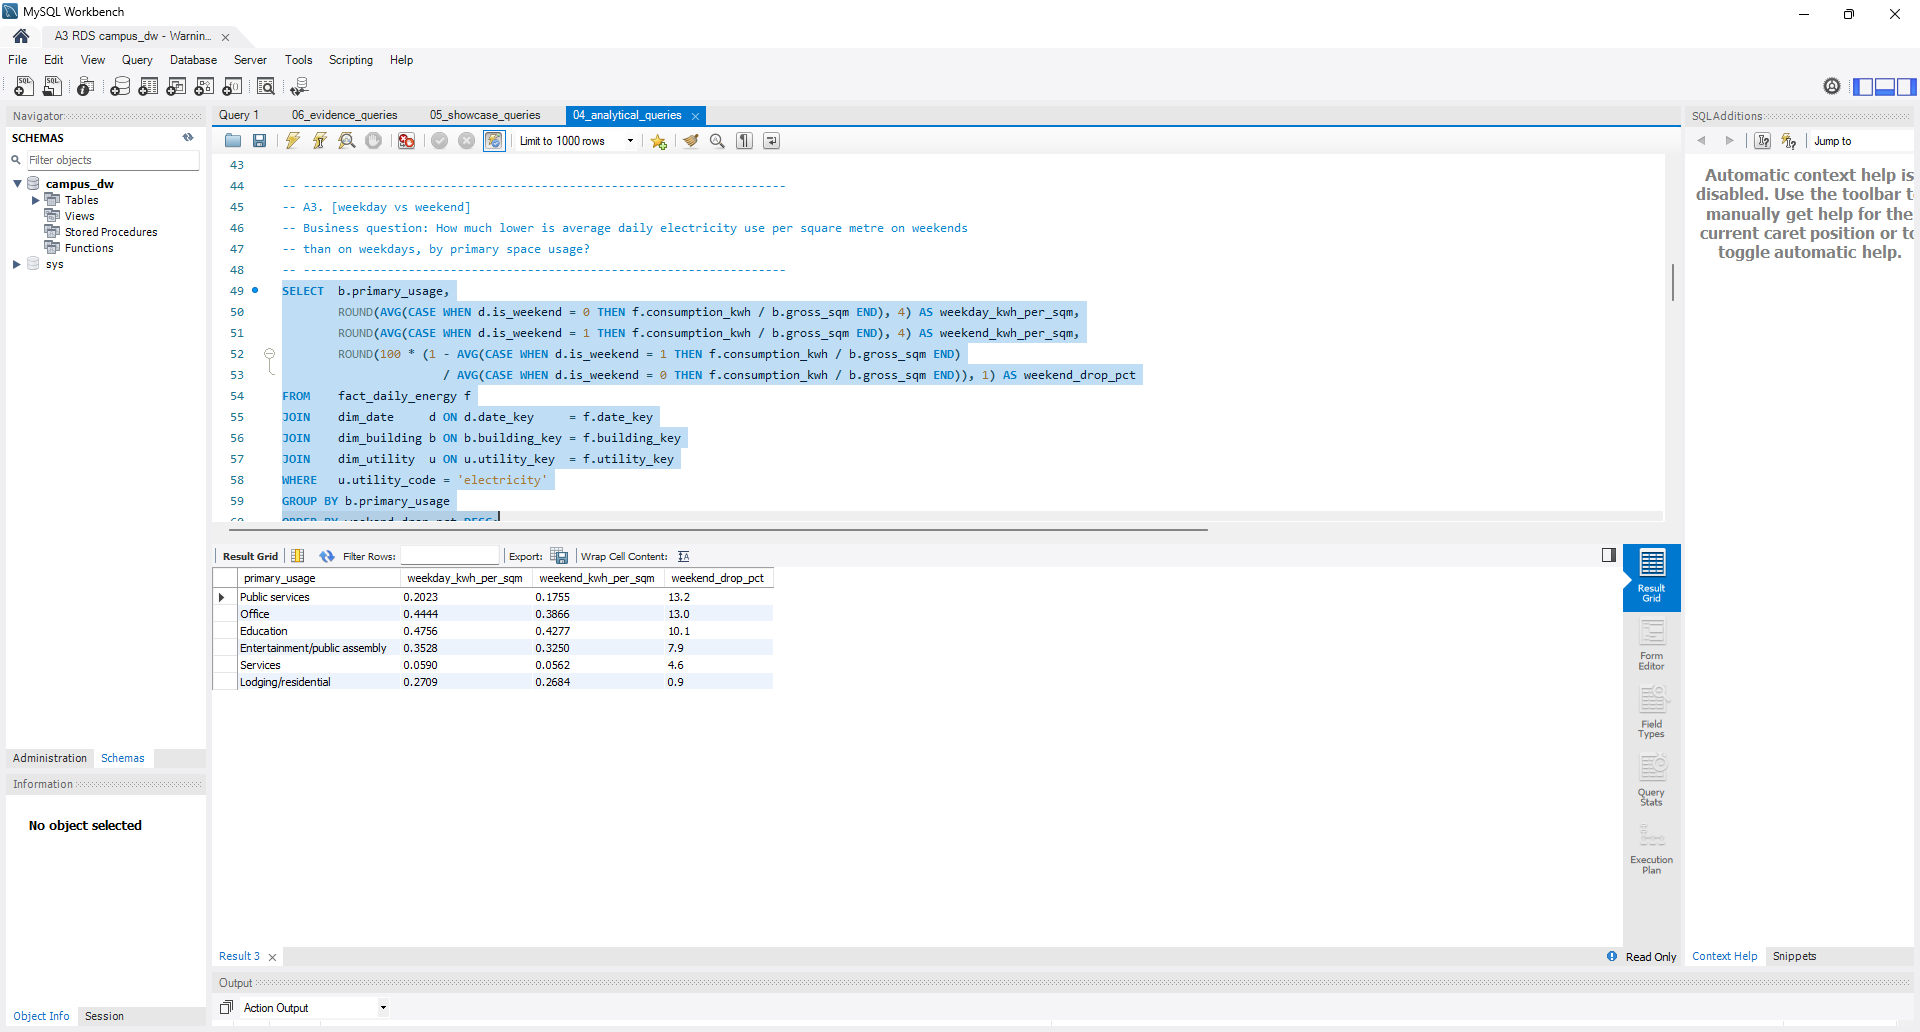 MySQL Workbench
A3 RDS campus_dw - Warnin...
File Edit View Query Database Server Tools Scripting Help
Navigator
SCHEMAS
Filter objects
campus_dw
Tables
Views
Stored Procedures
Functions
sys
Administration Schemas
Information
No object selected
Object Info Session
Query 1 06_evidence_queries 05_showcase_queries 04_analytical_queries
Limit to 1000 rows
43
44 -- ---------------------------------------------------------------------
45 -- A3. [weekday vs weekend]
46 -- Business question: How much lower is average daily electricity use per square metre on weekends
47 -- than on weekdays, by primary space usage?
48 -- ---------------------------------------------------------------------
49 SELECT b.primary_usage,
50 ROUND(AVG(CASE WHEN d.is_weekend = 0 THEN f.consumption_kwh / b.gross_sqm END), 4) AS weekday_kwh_per_sqm,
51 ROUND(AVG(CASE WHEN d.is_weekend = 1 THEN f.consumption_kwh / b.gross_sqm END), 4) AS weekend_kwh_per_sqm,
52 ROUND(100 * (1 - AVG(CASE WHEN d.is_weekend = 1 THEN f.consumption_kwh / b.gross_sqm END)
53 / AVG(CASE WHEN d.is_weekend = 0 THEN f.consumption_kwh / b.gross_sqm END)), 1) AS weekend_drop_pct
54 FROM fact_daily_energy f
55 JOIN dim_date d ON d.date_key = f.date_key
56 JOIN dim_building b ON b.building_key = f.building_key
57 JOIN dim_utility u ON u.utility_key = f.utility_key
58 WHERE u.utility_code = 'electricity'
59 GROUP BY b.primary_usage
60 ORDER BY weekend_drop_pct DESC;
Result Grid Filter Rows: Export: Wrap Cell Content:
primary_usage weekday_kwh_per_sqm weekend_kwh_per_sqm weekend_drop_pct
Public services 0.2023 0.1755 13.2
Office 0.4444 0.3866 13.0
Education 0.4756 0.4277 10.1
Entertainment/public assembly 0.3528 0.3250 7.9
Services 0.0590 0.0562 4.6
Lodging/residential 0.2709 0.2684 0.9
Result
Grid
Form
Editor
Field
Types
Query
Stats
Execution
Plan
Result 3
Read Only
Output
Action Output
SQLAdditions
Jump to
Automatic context help is
disabled. Use the toolbar t
manually get help for the
current caret position or to
toggle automatic help.
Context Help Snippets